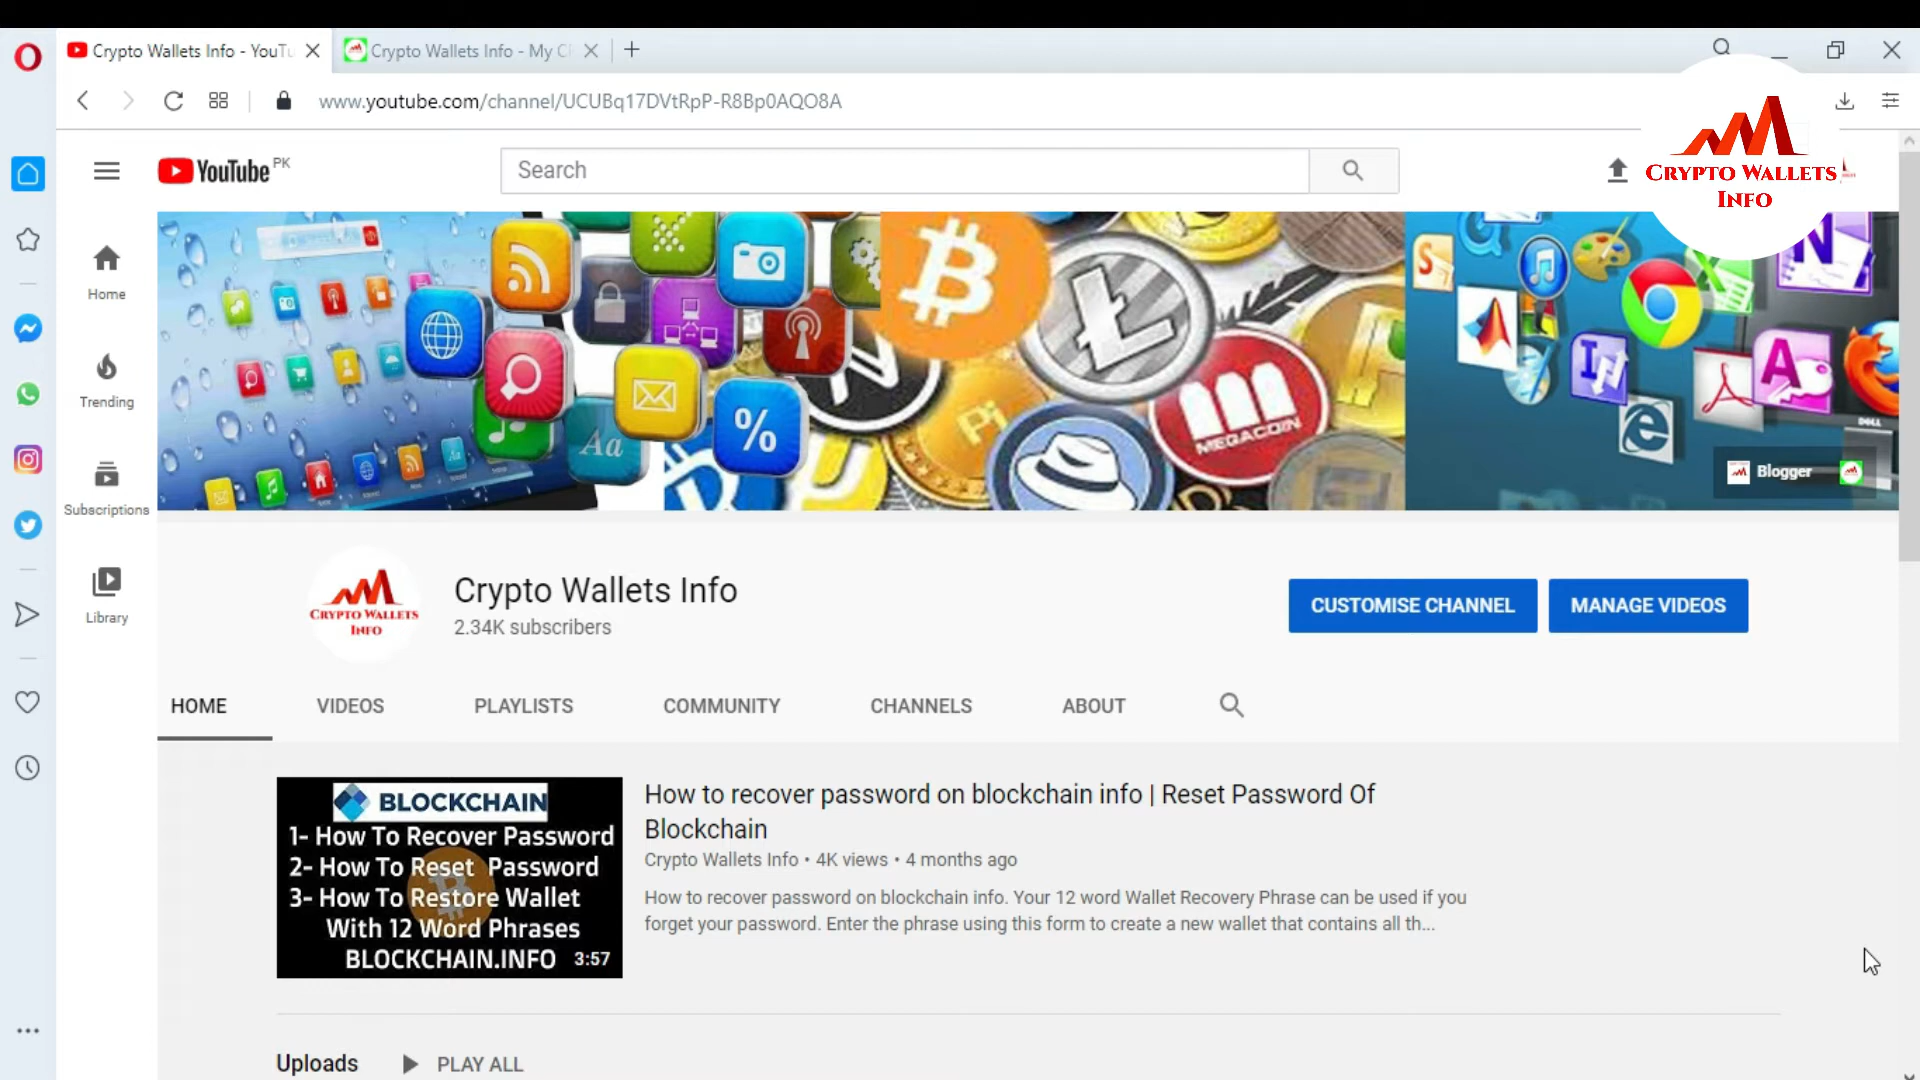 Crypto Wallets Info - YouTu
Crypto Wallets Info - My C
www.youtube.com/channel/UCUBq17DVtRpP-R8Bp0AQO8A
CRYPTO WALLETS
INFO
YouTube PK
Search
Home
Trending
Subscriptions
Library
Aa
%
Pi
MEGACOIN
DELL
Blogger
CRYPTO WALLETS
INFO
Crypto Wallets Info
2.34K subscribers
CUSTOMISE CHANNEL
MANAGE VIDEOS
HOME
VIDEOS
PLAYLISTS
COMMUNITY
CHANNELS
ABOUT
BLOCKCHAIN
1- How To Recover Password
2- How To Reset Password
3- How To Restore Wallet
With 12 Word Phrases
BLOCKCHAIN.INFO
3:57
How to recover password on blockchain info | Reset Password Of
Blockchain
Crypto Wallets Info • 4K views • 4 months ago
How to recover password on blockchain info. Your 12 word Wallet Recovery Phrase can be used if you
forget your password. Enter the phrase using this form to create a new wallet that contains all th...
Uploads
PLAY ALL